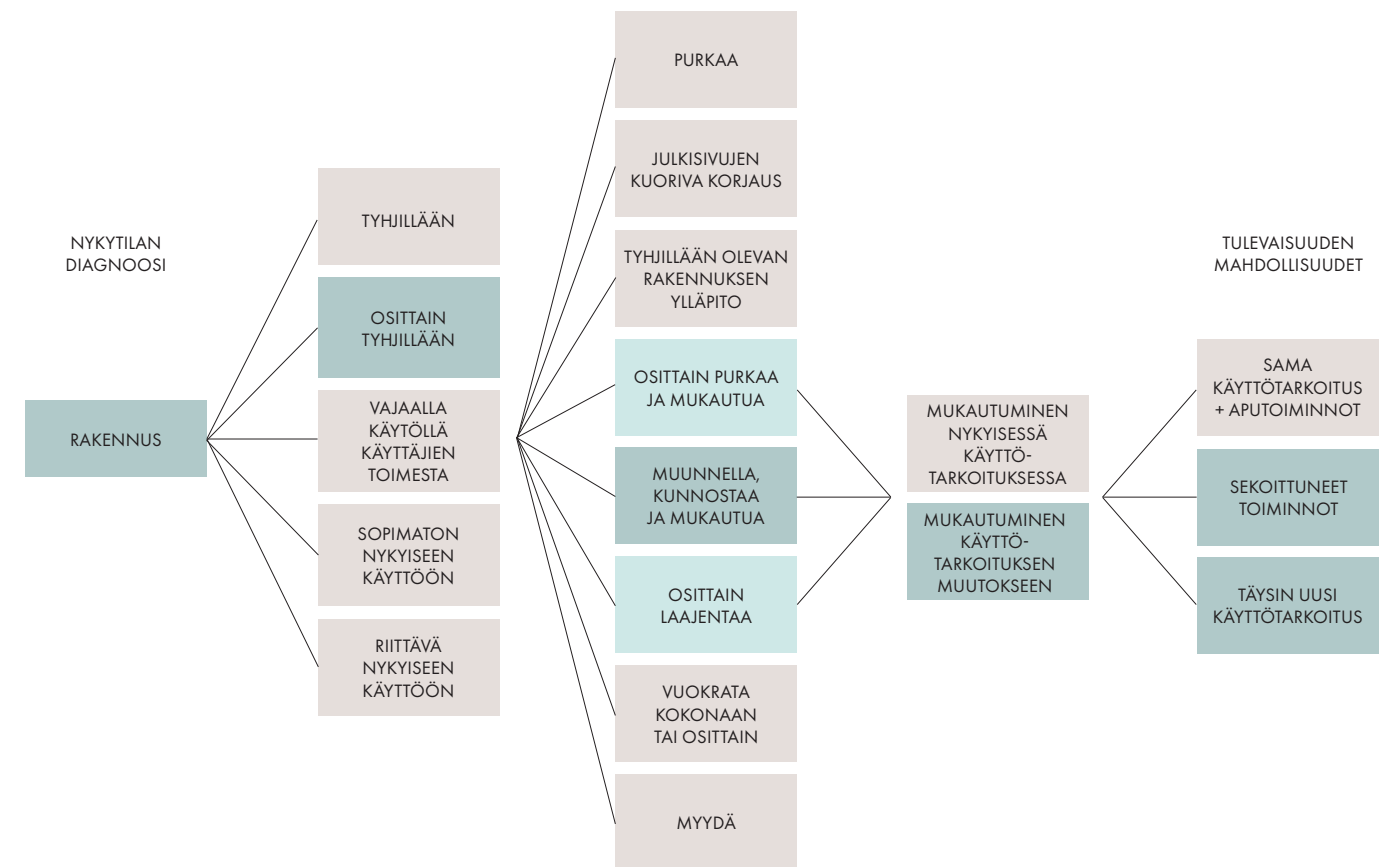 NYKYTILAN
DIAGNOOSI
RAKENNUS
TYHJILLÄÄN
OSITTAIN
TYHJILLÄÄN
VAJAALLA
KÄYTÖLLÄ
KÄYTTÄJIEN
TOIMESTA
SOPIMATON
NYKYISEEN
KÄYTTÖÖN
RIITTÄVÄ
NYKYISEEN
KÄYTTÖÖN
PURKAA
JULKISIVUJEN
KUORIVA KORJAUS
TYHJILLÄÄN OLEVAN
RAKENNUKSEN
YLLÄPITO
OSITTAIN PURKAA
JA MUKAUTUA
MUUNNELLA,
KUNNOSTAA
JA MUKAUTUA
OSITTAIN
LAAJENTAA
VUOKRATA
KOKONAAN
TAI OSITTAIN
MYYDÄ
MUKAUTUMINEN
NYKYISESSÄ
KÄYTTÖ-
TARKOITUKSESSA
MUKAUTUMINEN
KÄYTTÖ-
TARKOITUKSEN
MUUTOKSEEN
TULEVAISUUDEN
MAHDOLLISUUDET
SAMA
KÄYTTÖTARKOITUS
+ APUTOIMINNOT
SEKOITTUNEET
TOIMINNOT
TÄYSIN UUSI
KÄYTTÖTARKOITUS